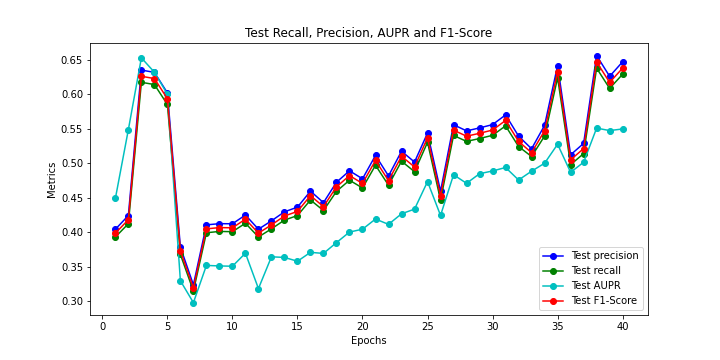 Test Recall, Precision, AUPR and F1-Score
Metrics
0.65
0.60
0.55
0.50
0.45
0.40
0.35
0.30
0 5 10 15 20 25 30 35 40
Epochs
Test precision
Test recall
Test AUPR
Test F1-Score